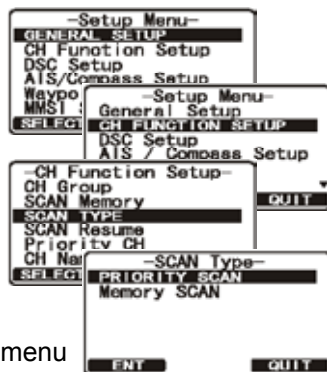 -Setup Menu-
GENERAL SETUP
CH Function Setup
DSC Setup
AIS/Compass Setup
Waypo
MMSI
SELECT
-Setup Menu-
General Setup
CH FUNCTION SETUP
DSC Setup
AIS / Compass Setup
QUIT
-CH Function Setup-
CH Group
SCAN Memory
SCAN TYPE
SCAN Resume
Priority CH
CH Na
SELECT
-SCAN Type-
PRIORITY SCAN
Memory SCAN
ENT QUIT
menu